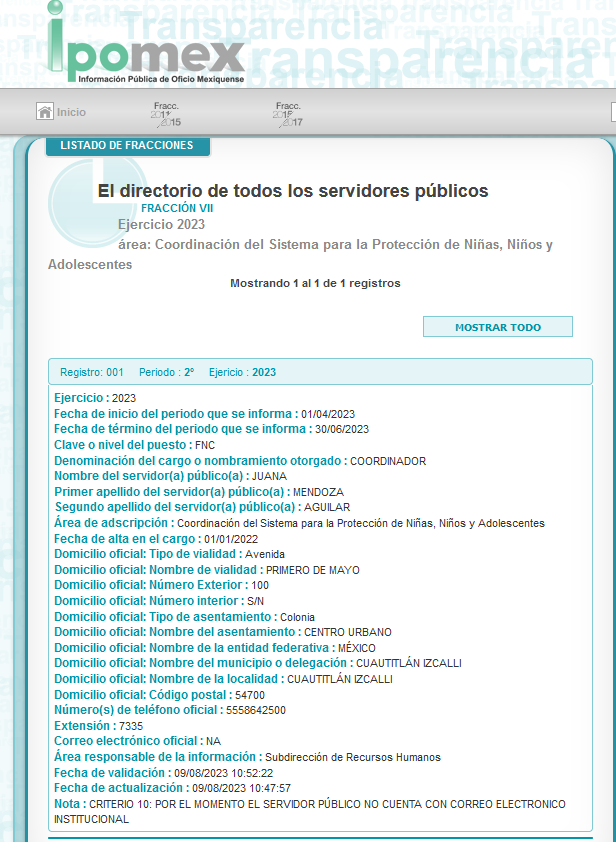 ipomex
Información Pública de Oficio Mexiquense
Transparencia
Inicio
Fracc.
Fracc.
LISTADO DE FRACCIONES
El directorio de todos los servidores públicos
FRACCIÓN VII
Ejercicio 2023
área: Coordinación del Sistema para la Protección de Niñas, Niños y
Adolescentes
Mostrando 1 al 1 de 1 registros
MOSTRAR TODO
Registro: 001 Periodo : 2º Ejericio : 2023
Ejercicio : 2023
Fecha de inicio del periodo que se informa : 01/04/2023
Fecha de término del periodo que se informa : 30/06/2023
Clave o nivel del puesto : FNC
Denominación del cargo o nombramiento otorgado : COORDINADOR
Nombre del servidor(a) público(a) : JUANA
Primer apellido del servidor(a) público(a) : MENDOZA
Segundo apellido del servidor(a) público(a) : AGUILAR
Área de adscripción : Coordinación del Sistema para la Protección de Niñas, Niños y Adolescentes
Fecha de alta en el cargo : 01/01/2022
Domicilio oficial: Tipo de vialidad : Avenida
Domicilio oficial: Nombre de vialidad : PRIMERO DE MAYO
Domicilio oficial: Número Exterior : 100
Domicilio oficial: Número interior : S/N
Domicilio oficial: Tipo de asentamiento : Colonia
Domicilio oficial: Nombre del asentamiento : CENTRO URBANO
Domicilio oficial: Nombre de la entidad federativa : MÉXICO
Domicilio oficial: Nombre del municipio o delegación : CUAUTITLÁN IZCALLI
Domicilio oficial: Nombre de la localidad : CUAUTITLÁN IZCALLI
Domicilio oficial: Código postal : 54700
Número(s) de teléfono oficial : 5558642500
Extensión : 7335
Correo electrónico oficial : NA
Área responsable de la información : Subdirección de Recursos Humanos
Fecha de validación : 09/08/2023 10:52:22
Fecha de actualización : 09/08/2023 10:47:57
Nota : CRITERIO 10: POR EL MOMENTO EL SERVIDOR PÚBLICO NO CUENTA CON CORREO ELECTRONICO
INSTITUCIONAL